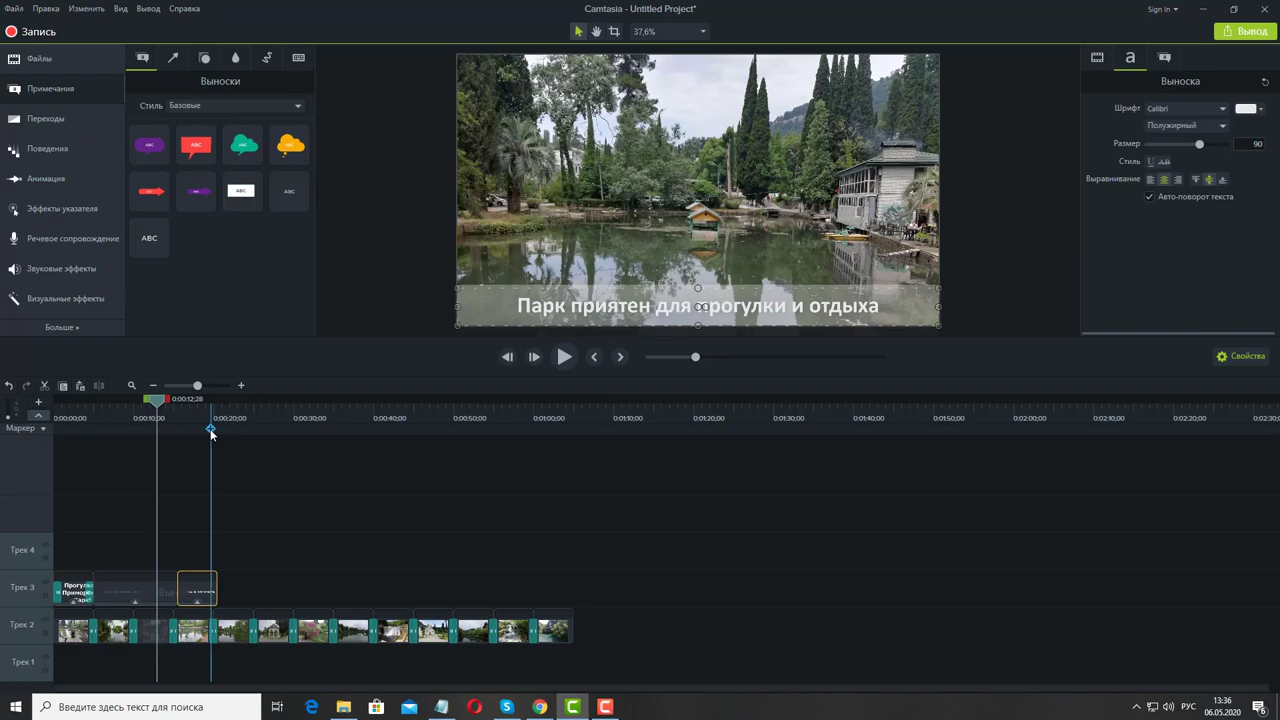 Файл Правка Изменить Вид Вывод Справка
Camtasia - Untitled Project*
Sign In
Запись
37,6%
Вывод
Файлы
Примечания
Переходы
Поведения
Анимация
Эффекты указателя
Речевое сопровождение
Звуковые эффекты
Визуальные эффекты
Больше
Выноски
Стиль Базовые
ABC ABC ABC ABC
ABC ABC ABC ABC
ABC
Парк приятен для прогулки и отдыха
a
Выноска
Шрифт Calibri
Полужирный
Размер 90
Стиль
Выравнивание
Авто-поворот текста
Свойства
0:00:12;28
0:00:00;00 0:00:10;00 0:00:20;00 0:00:30;00 0:00:40;00 0:00:50;00 0:01:00;00 0:01:10;00 0:01:20;00 0:01:30;00 0:01:40;00 0:01:50;00 0:02:00;00 0:02:10;00 0:02:20;00
Маркер
Трек 4
Трек 3
Трек 2
Трек 1
Введите здесь текст для поиска
РУС
13:36
06.05.2020